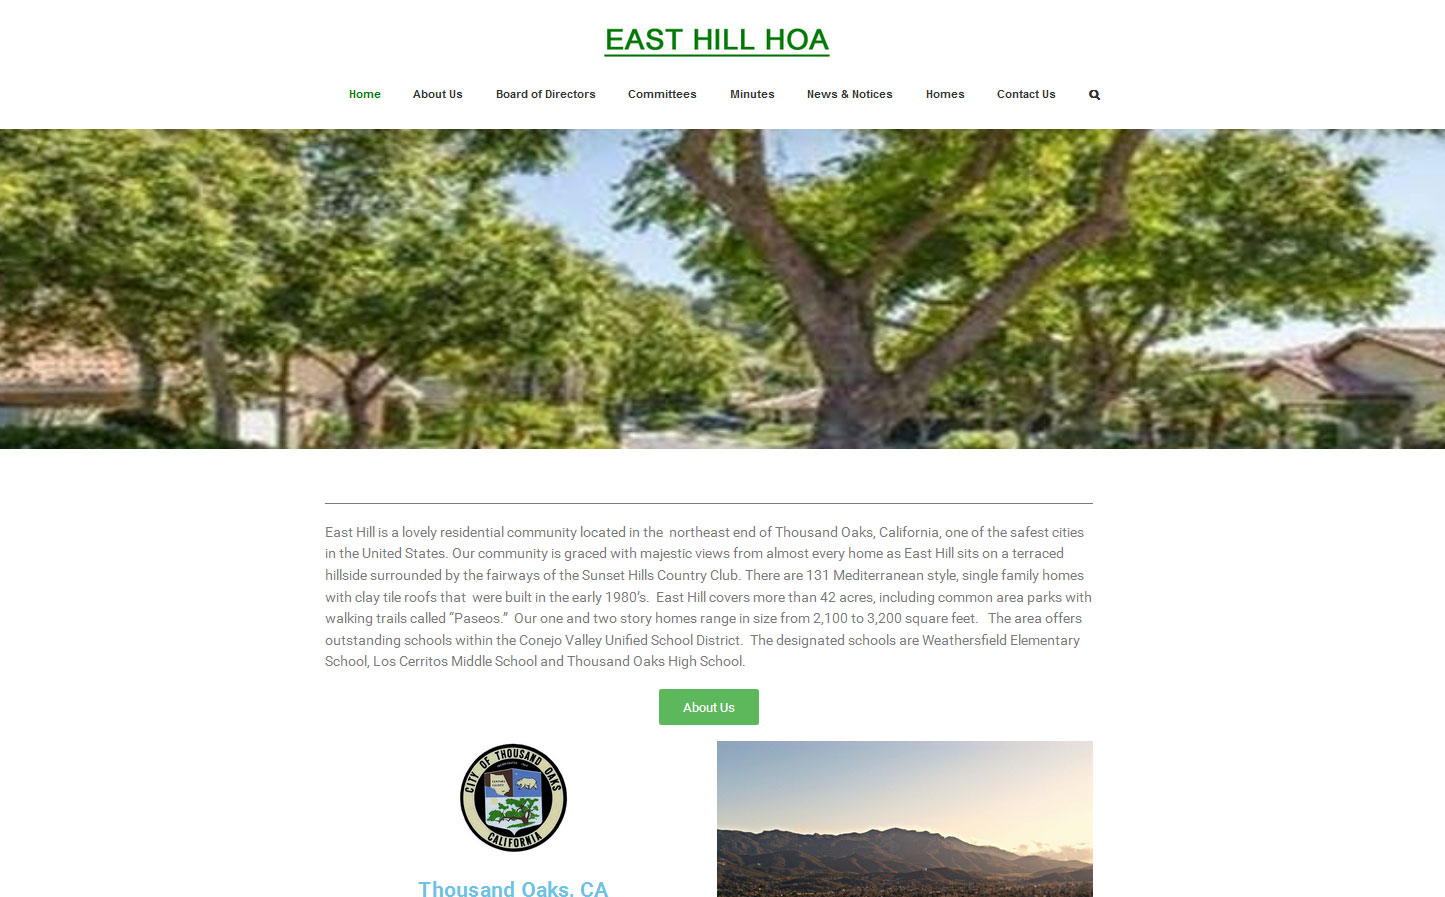 EAST HILL HOA
Home About Us Board of Directors Committees Minutes News & Notices Homes Contact Us
East Hill is a lovely residential community located in the  northeast end of Thousand Oaks, California, one of the safest cities
in the United States. Our community is graced with majestic views from almost every home as East Hill sits on a terraced
hillside surrounded by the fairways of the Sunset Hills Country Club. There are 131 Mediterranean style, single family homes
with clay tile roofs that  were built in the early 1980’s.  East Hill covers more than 42 acres, including common area parks with
walking trails called “Paseos.”  Our one and two story homes range in size from 2,100 to 3,200 square feet.   The area offers
outstanding schools within the Conejo Valley Unified School District.  The designated schools are Weathersfield Elementary
School, Los Cerritos Middle School and Thousand Oaks High School.
About Us
CITY OF THOUSAND OAKS
CALIFORNIA
Thousand Oaks, CA